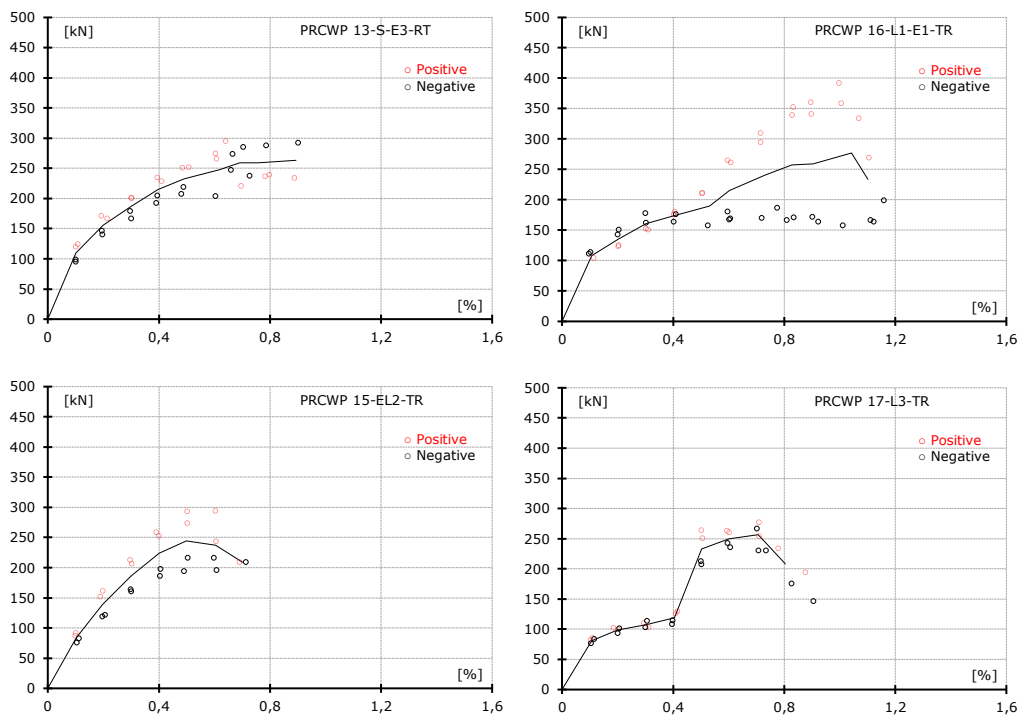 500 [kN] PRCWP 13-S-E3-RT
450
400 Positive
350 Negative
300
250
200
150
100
50 [%]
0
0 0,4 0,8 1,2 1,6
500 [kN] PRCWP 16-L1-E1-TR
450
400 Positive
350 Negative
300
250
200
150
100
50 [%]
0
0 0,4 0,8 1,2 1,6
500 [kN] PRCWP 15-EL2-TR
450
400 Positive
350 Negative
300
250
200
150
100
50 [%]
0
0 0,4 0,8 1,2 1,6
500 [kN] PRCWP 17-L3-TR
450
400 Positive
350 Negative
300
250
200
150
100
50 [%]
0
0 0,4 0,8 1,2 1,6